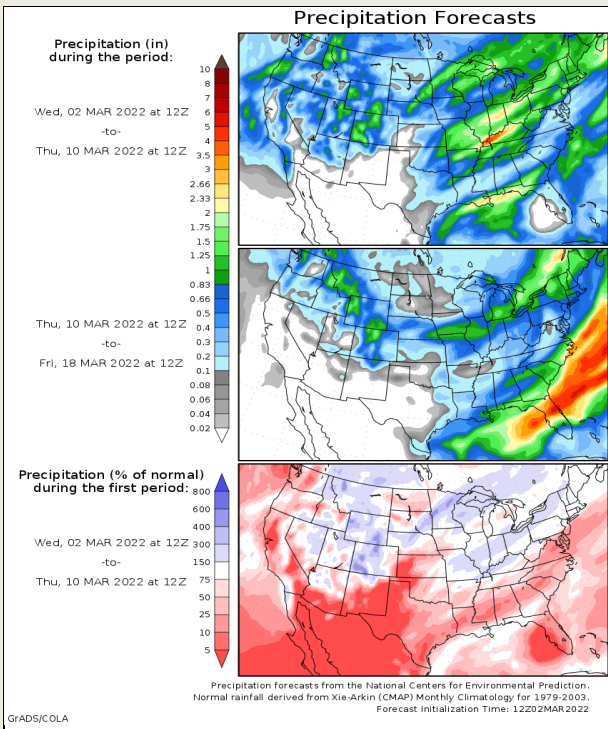 Precipitation Forecasts
Precipitation (in)
during the period:
Wed, 02 MAR 2022 at 12Z
-to-
Thu, 10 MAR 2022 at 12Z
10
8
7
6
5
4
3.5
3
2.66
2.33
2
1.75
1.5
1.25
1
0.83
0.66
0.5
0.4
0.3
0.2
0.1
0.08
0.06
0.04
0.02
Thu, 10 MAR 2022 at 12Z
-to-
Fri, 18 MAR 2022 at 12Z
Precipitation (% of normal)
during the first period:
Wed, 02 MAR 2022 at 12Z
-to-
Thu, 10 MAR 2022 at 12Z
800
600
400
300
150
75
50
25
10
5
Precipitation forecasts from the National Centers for Environmental Prediction.
Normal rainfall derived from Xie-Arkin (CMAP) Monthly Climatology for 1979-2003.
Forecast Initialization Time: 12Z02MAR2022
GrADS/COLA